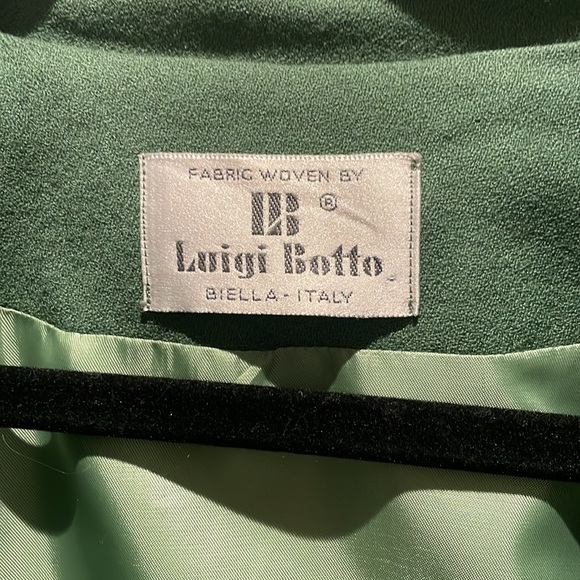 FABRIC WOVEN BY
LB ®
Luigi Botto
BIELLA - ITALY